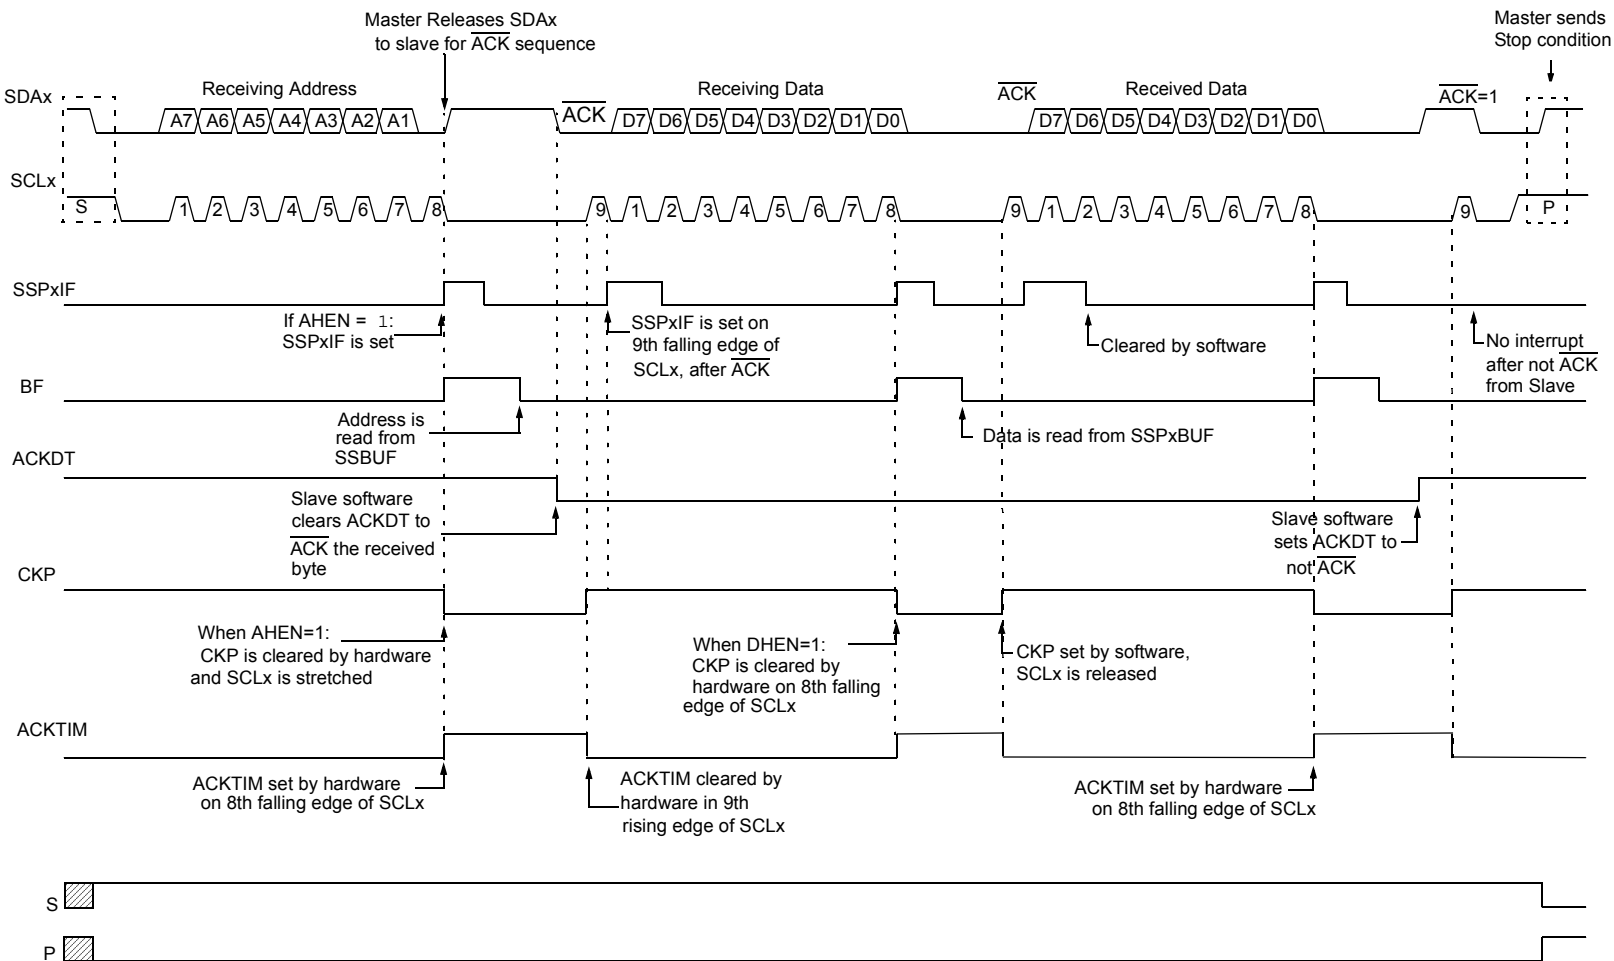 Master Releases SDAx
to slave for ACK sequence
Master sends
Stop condition
SDAx
Receiving Address
Receiving Data
ACK
Received Data
ACK=1
A7 A6 A5 A4 A3 A2 A1
ACK
D7 D6 D5 D4 D3 D2 D1 D0
D7 D6 D5 D4 D3 D2 D1 D0
SCLx
S
1 2 3 4 5 6 7 8
9 1 2 3 4 5 6 7 8
9 1 2 3 4 5 6 7 8
9
P
SSPxIF
If AHEN = 1:
SSPxIF is set
SSPxIF is set on
9th falling edge of
SCLx, after ACK
Cleared by software
No interrupt
after not ACK
from Slave
BF
Address is
read from
SSBUF
Data is read from SSPxBUF
ACKDT
Slave software
clears ACKDT to
ACK the received
byte
Slave software
sets ACKDT to
not ACK
CKP
When AHEN=1:
CKP is cleared by hardware
and SCLx is stretched
When DHEN=1:
CKP is cleared by
hardware on 8th falling
edge of SCLx
CKP set by software,
SCLx is released
ACKTIM
ACKTIM set by hardware
on 8th falling edge of SCLx
ACKTIM cleared by
hardware in 9th
rising edge of SCLx
ACKTIM set by hardware
on 8th falling edge of SCLx
S
P